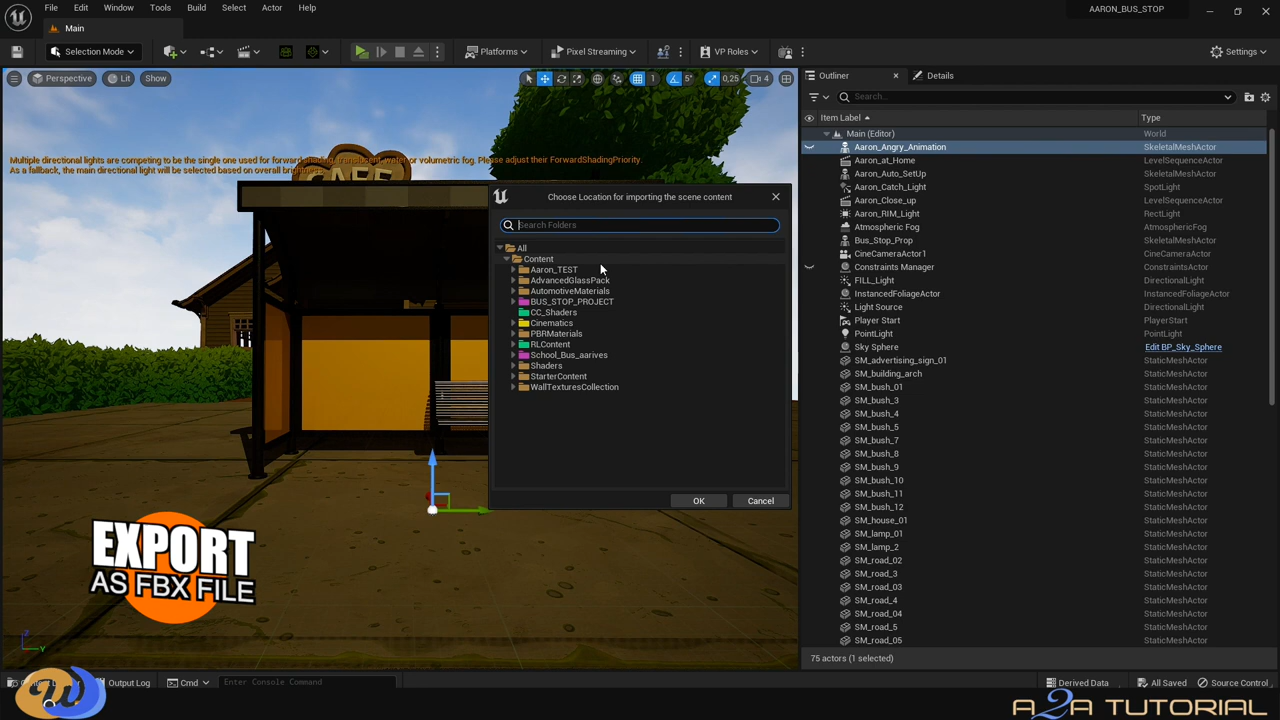 File Edit Window Tools Build Select Actor Help
AARON_BUS_STOP
Main
Selection Mode
Platforms
Pixel Streaming
VP Roles
Settings
Perspective Lit Show
1 5° 0,25 4
Multiple directional lights are competing to be the single one used for forward shading, translucent, water or volumetric fog. Please adjust their ForwardShadingPriority.
As a fallback, the main directional light will be selected based on overall brightness.
CAFE
Choose Location for importing the scene content
Search Folders
All
Content
Aaron_TEST
AdvancedGlassPack
AutomotiveMaterials
BUS_STOP_PROJECT
CC_Shaders
Cinematics
PBRMaterials
RLContent
School_Bus_aarives
Shaders
StarterContent
WallTexturesCollection
OK Cancel
EXPORT
AS FBX FILE
Z
Y
Outliner Details
Search...
Item Label Type
Main (Editor) World
Aaron_Angry_Animation SkeletalMeshActor
Aaron_at_Home LevelSequenceActor
Aaron_Auto_SetUp LevelSequenceActor
Aaron_Catch_Light SpotLight
Aaron_Close_up LevelSequenceActor
Aaron_RIM_Light RectLight
Atmospheric Fog AtmosphericFog
Bus_Stop_Prop SkeletalMeshActor
CineCameraActor1 CineCameraActor
Constraints Manager ConstraintsActor
FILL_Light DirectionalLight
InstancedFoliageActor InstancedFoliageActor
Light Source DirectionalLight
Player Start PlayerStart
PointLight PointLight
Sky Sphere Edit BP_Sky_Sphere
SM_advertising_sign_01 StaticMeshActor
SM_building_arch StaticMeshActor
SM_bush_01 StaticMeshActor
SM_bush_3 StaticMeshActor
SM_bush_4 StaticMeshActor
SM_bush_5 StaticMeshActor
SM_bush_7 StaticMeshActor
SM_bush_8 StaticMeshActor
SM_bush_9 StaticMeshActor
SM_bush_10 StaticMeshActor
SM_bush_11 StaticMeshActor
SM_bush_12 StaticMeshActor
SM_house_01 StaticMeshActor
SM_lamp_01 StaticMeshActor
SM_lamp_2 StaticMeshActor
SM_road_02 StaticMeshActor
SM_road_3 StaticMeshActor
SM_road_03 StaticMeshActor
SM_road_4 StaticMeshActor
SM_road_04 StaticMeshActor
SM_road_5 StaticMeshActor
SM_road_05 StaticMeshActor
75 actors (1 selected)
Output Log Cmd Enter Console Command
Derived Data All Saved Source Control
A2A TUTORIAL